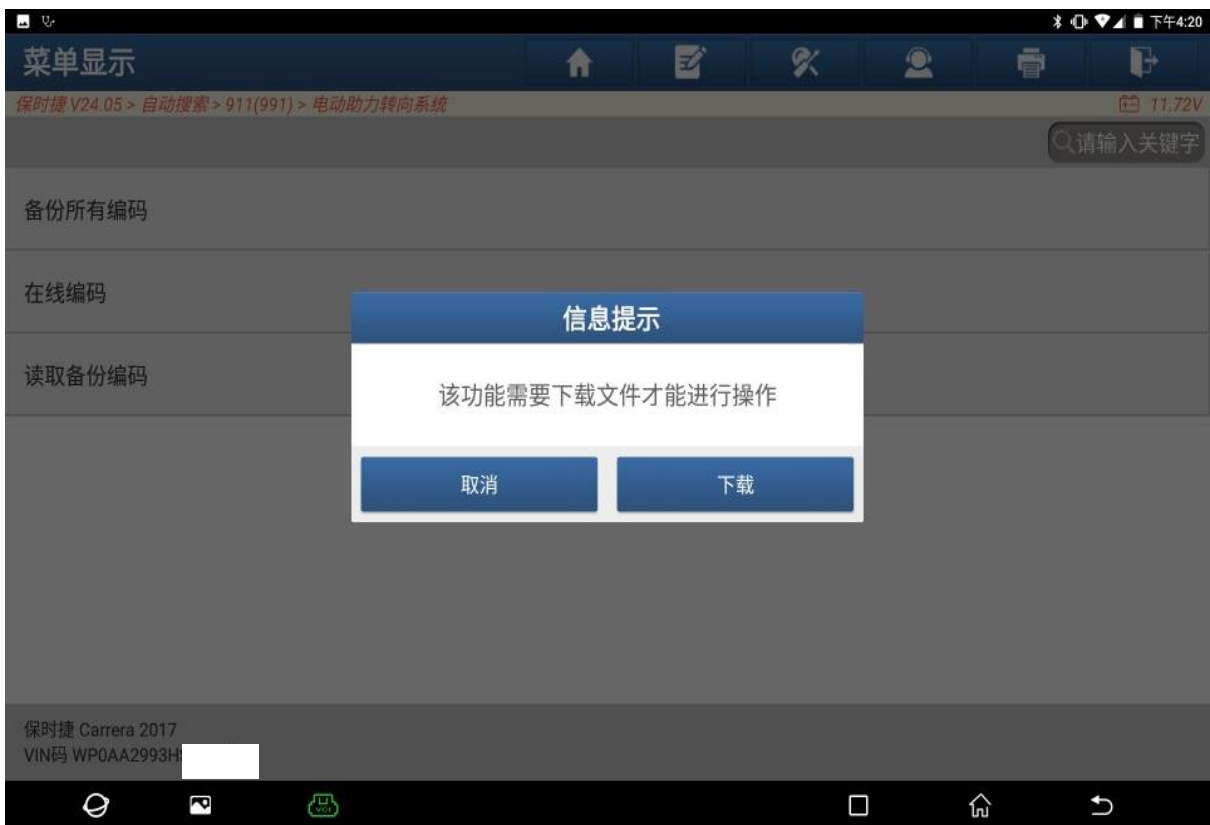 下午4:20
菜单显示
保时捷 V24.05 > 自动搜索 > 911(991) > 电动助力转向系统
11.72V
请输入关键字
备份所有编码
在线编码
读取备份编码
信息提示
该功能需要下载文件才能进行操作
取消
下载
保时捷 Carrera 2017
VIN码 WP0AA2993H
VCI